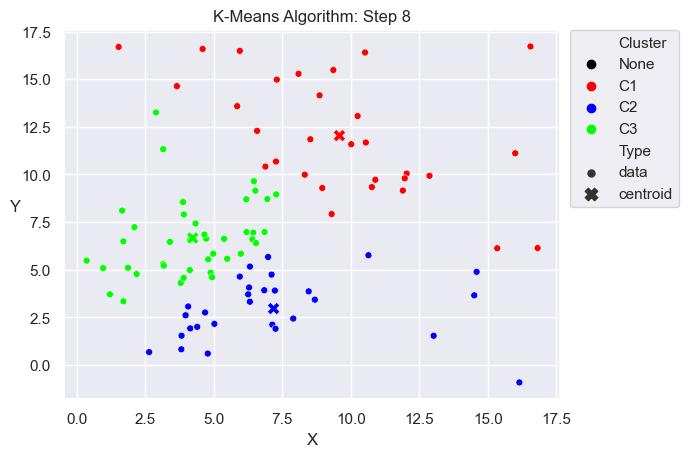 K-Means Algorithm: Step 8
17.5
15.0
12.5
10.0
7.5
5.0
2.5
0.0
Y
0.0 2.5 5.0 7.5 10.0 12.5 15.0 17.5
X
Cluster
None
C1
C2
C3
Type
data
centroid